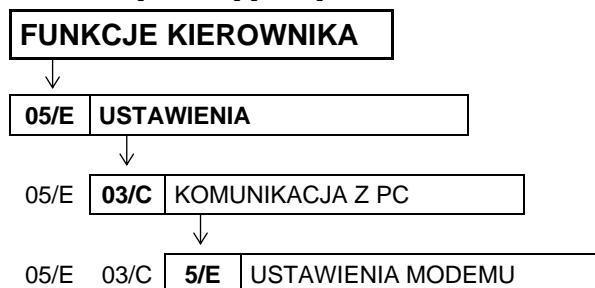 FUNKCJE KIEROWNIKA
05/E USTAWIENIA
05/E 03/C KOMUNIKACJA Z PC
05/E 03/C 5/E USTAWIENIA MODEMU